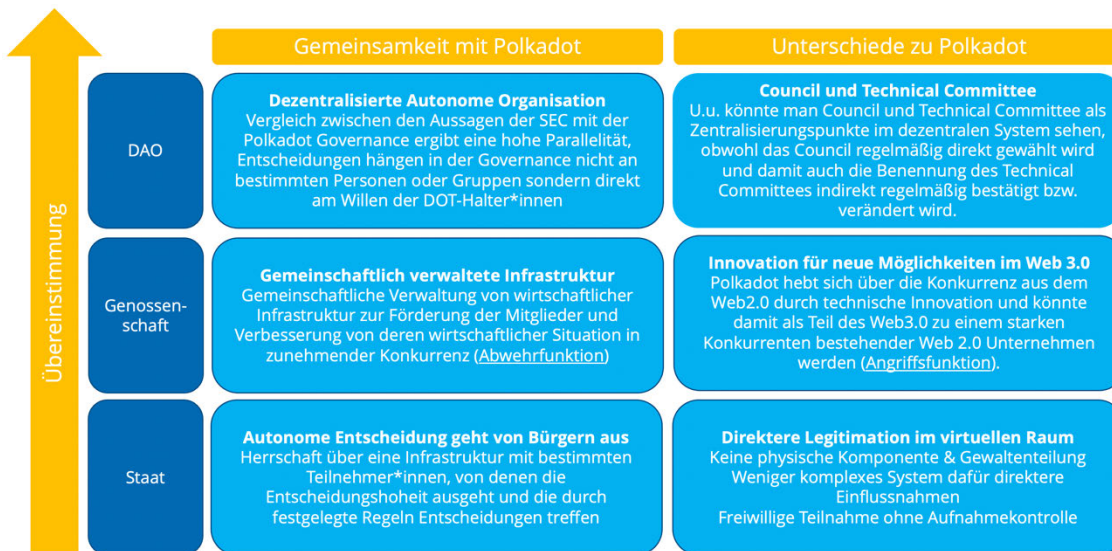 Gemeinsamkeit mit Polkadot
Unterschiede zu Polkadot
Übereinstimmung
DAO
Dezentralisierte Autonome Organisation
Vergleich zwischen den Aussagen der SEC mit der
Polkadot Governance ergibt eine hohe Parallelität,
Entscheidungen hängen in der Governance nicht an
bestimmten Personen oder Gruppen sondern direkt
am Willen der DOT-Halter*innen
Council und Technical Committee
U.u. könnte man Council und Technical Committee als
Zentralisierungspunkte im dezentralen System sehen,
obwohl das Council regelmäßig direkt gewählt wird
und damit auch die Benennung des Technical
Committees indirekt regelmäßig bestätigt bzw.
verändert wird.
Genossen-
schaft
Gemeinschaftlich verwaltete Infrastruktur
Gemeinschaftliche Verwaltung von wirtschaftlicher
Infrastruktur zur Förderung der Mitglieder und
Verbesserung von deren wirtschaftlicher Situation in
zunehmender Konkurrenz (Abwehrfunktion)
Innovation für neue Möglichkeiten im Web 3.0
Polkadot hebt sich über die Konkurrenz aus dem
Web2.0 durch technische Innovation und könnte
damit als Teil des Web3.0 zu einem starken
Konkurrenten bestehender Web 2.0 Unternehmen
werden (Angriffsfunktion).
Staat
Autonome Entscheidung geht von Bürgern aus
Herrschaft über eine Infrastruktur mit bestimmten
Teilnehmer*innen, von denen die
Entscheidungshoheit ausgeht und die durch
festgelegte Regeln Entscheidungen treffen
Direktere Legitimation im virtuellen Raum
Keine physische Komponente & Gewaltenteilung
Weniger komplexes System dafür direktere
Einflussnahmen
Freiwillige Teilnahme ohne Aufnahmekontrolle